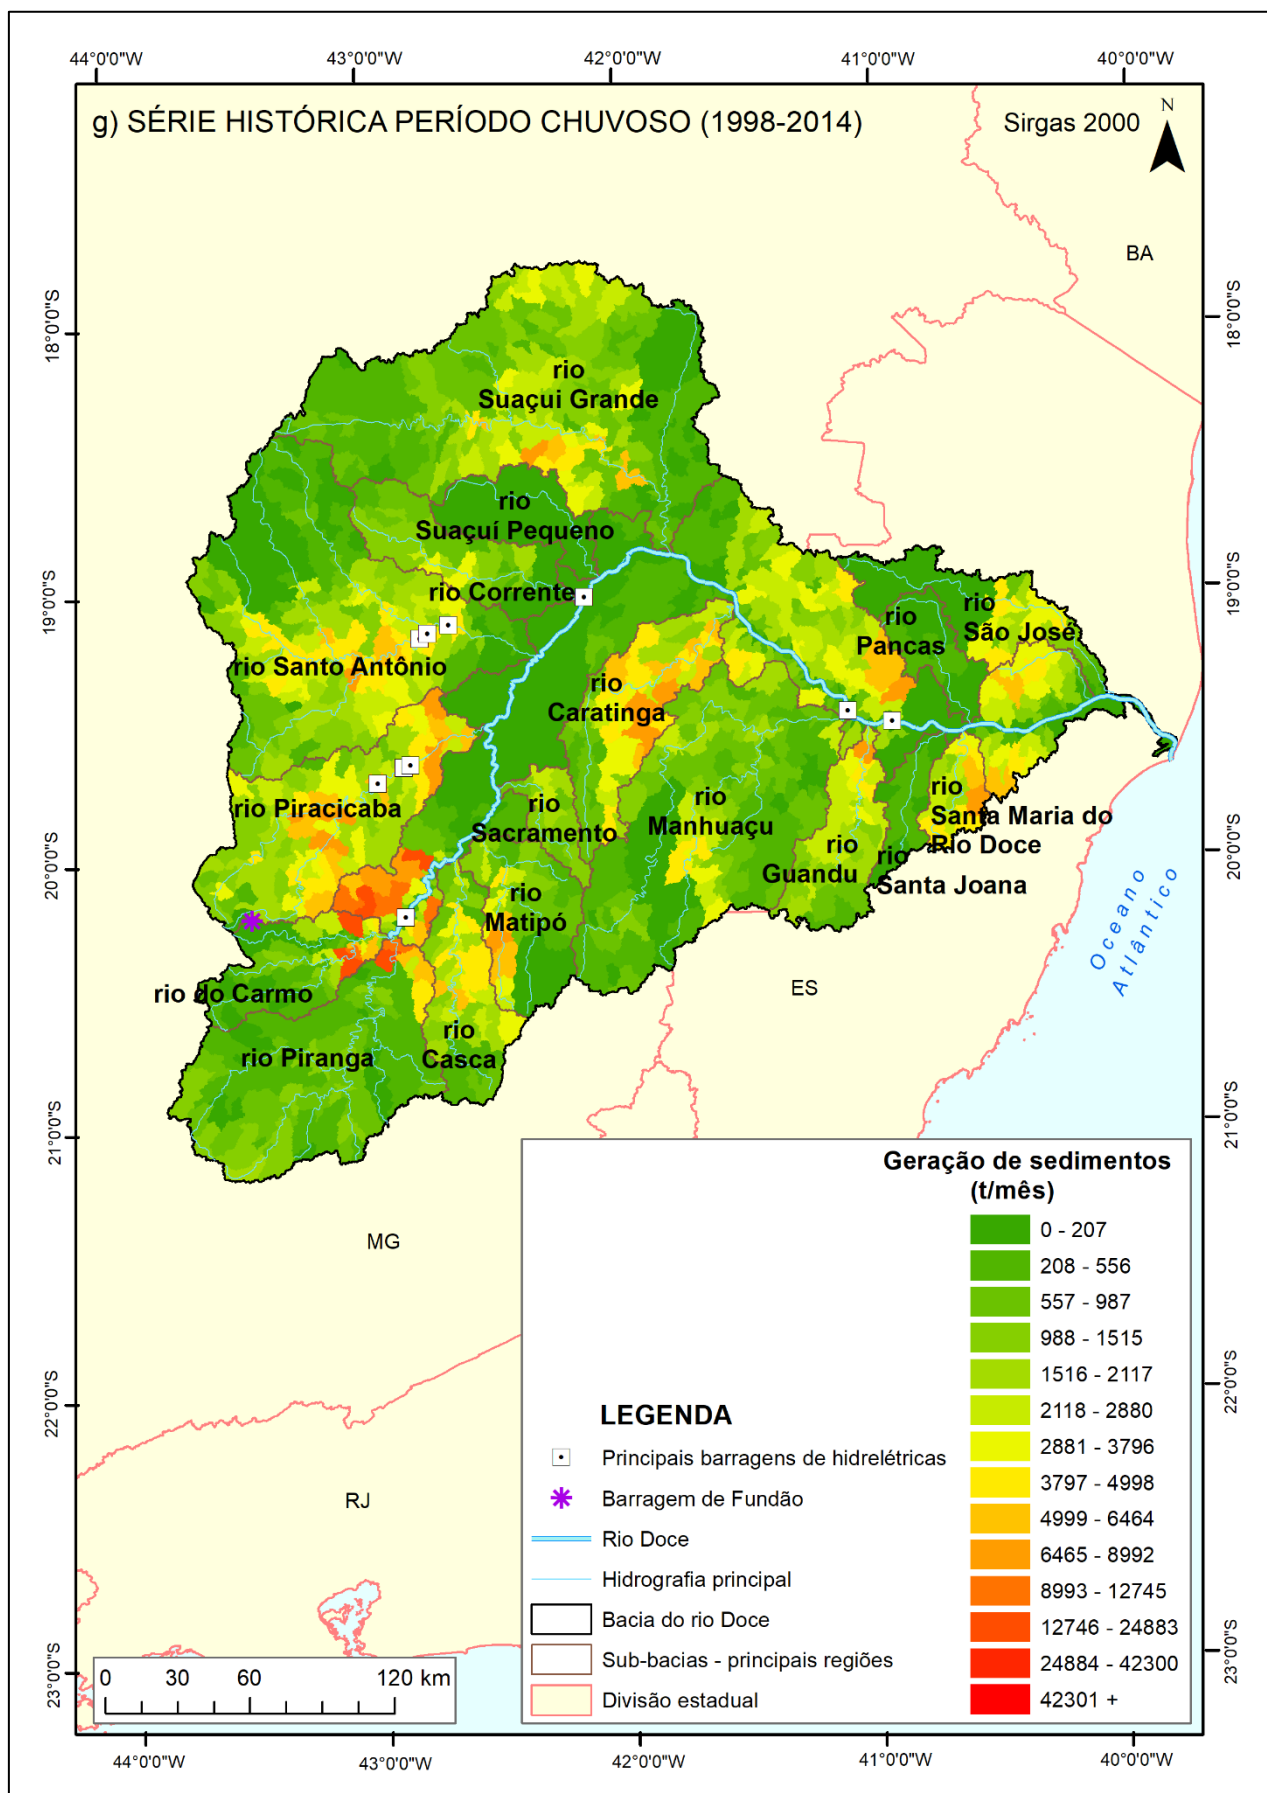 44°0'0"W 43°0'0"W 42°0'0"W 41°0'0"W 40°0'0"W
g) SÉRIE HISTÓRICA PERÍODO CHUVOSO (1998-2014)
Sirgas 2000
N
BA
18°0'0"S
18°0'0"S
rio
Suaçui Grande
rio
Suaçuí Pequeno
rio Corrente
19°0'0"S
19°0'0"S
rio
Pancas
rio
São José
rio Santo Antônio
rio
Caratinga
rio Piracicaba
rio
Sacramento
rio
Manhuaçu
rio
Santa Maria do
Rio Doce
rio
Guandu
rio
Santa Joana
20°0'0"S
20°0'0"S
rio
Matipó
Oceano
Atlântico
rio do Carmo
ES
rio Piranga
rio
Casca
21°0'0"S
21°0'0"S
MG
22°0'0"S
22°0'0"S
RJ
23°0'0"S
23°0'0"S
Geração de sedimentos
(t/mês)
0 - 207
208 - 556
557 - 987
988 - 1515
1516 - 2117
2118 - 2880
2881 - 3796
3797 - 4998
4999 - 6464
6465 - 8992
8993 - 12745
12746 - 24883
24884 - 42300
42301 +
LEGENDA
Principais barragens de hidrelétricas
Barragem de Fundão
Rio Doce
Hidrografia principal
Bacia do rio Doce
Sub-bacias - principais regiões
Divisão estadual
0 30 60 120 km
44°0'0"W 43°0'0"W 42°0'0"W 41°0'0"W 40°0'0"W